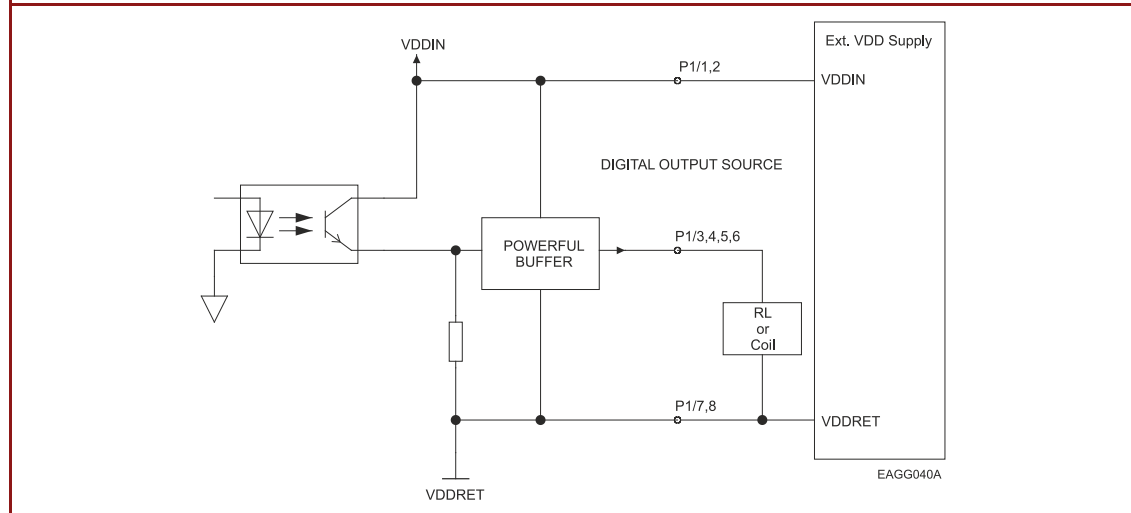 VDDIN
P1/1,2
Ext. VDD Supply
VDDIN
DIGITAL OUTPUT SOURCE
POWERFUL
BUFFER
P1/3,4,5,6
RL
or
Coil
P1/7,8
VDDRET
VDDRET
EAGG040A